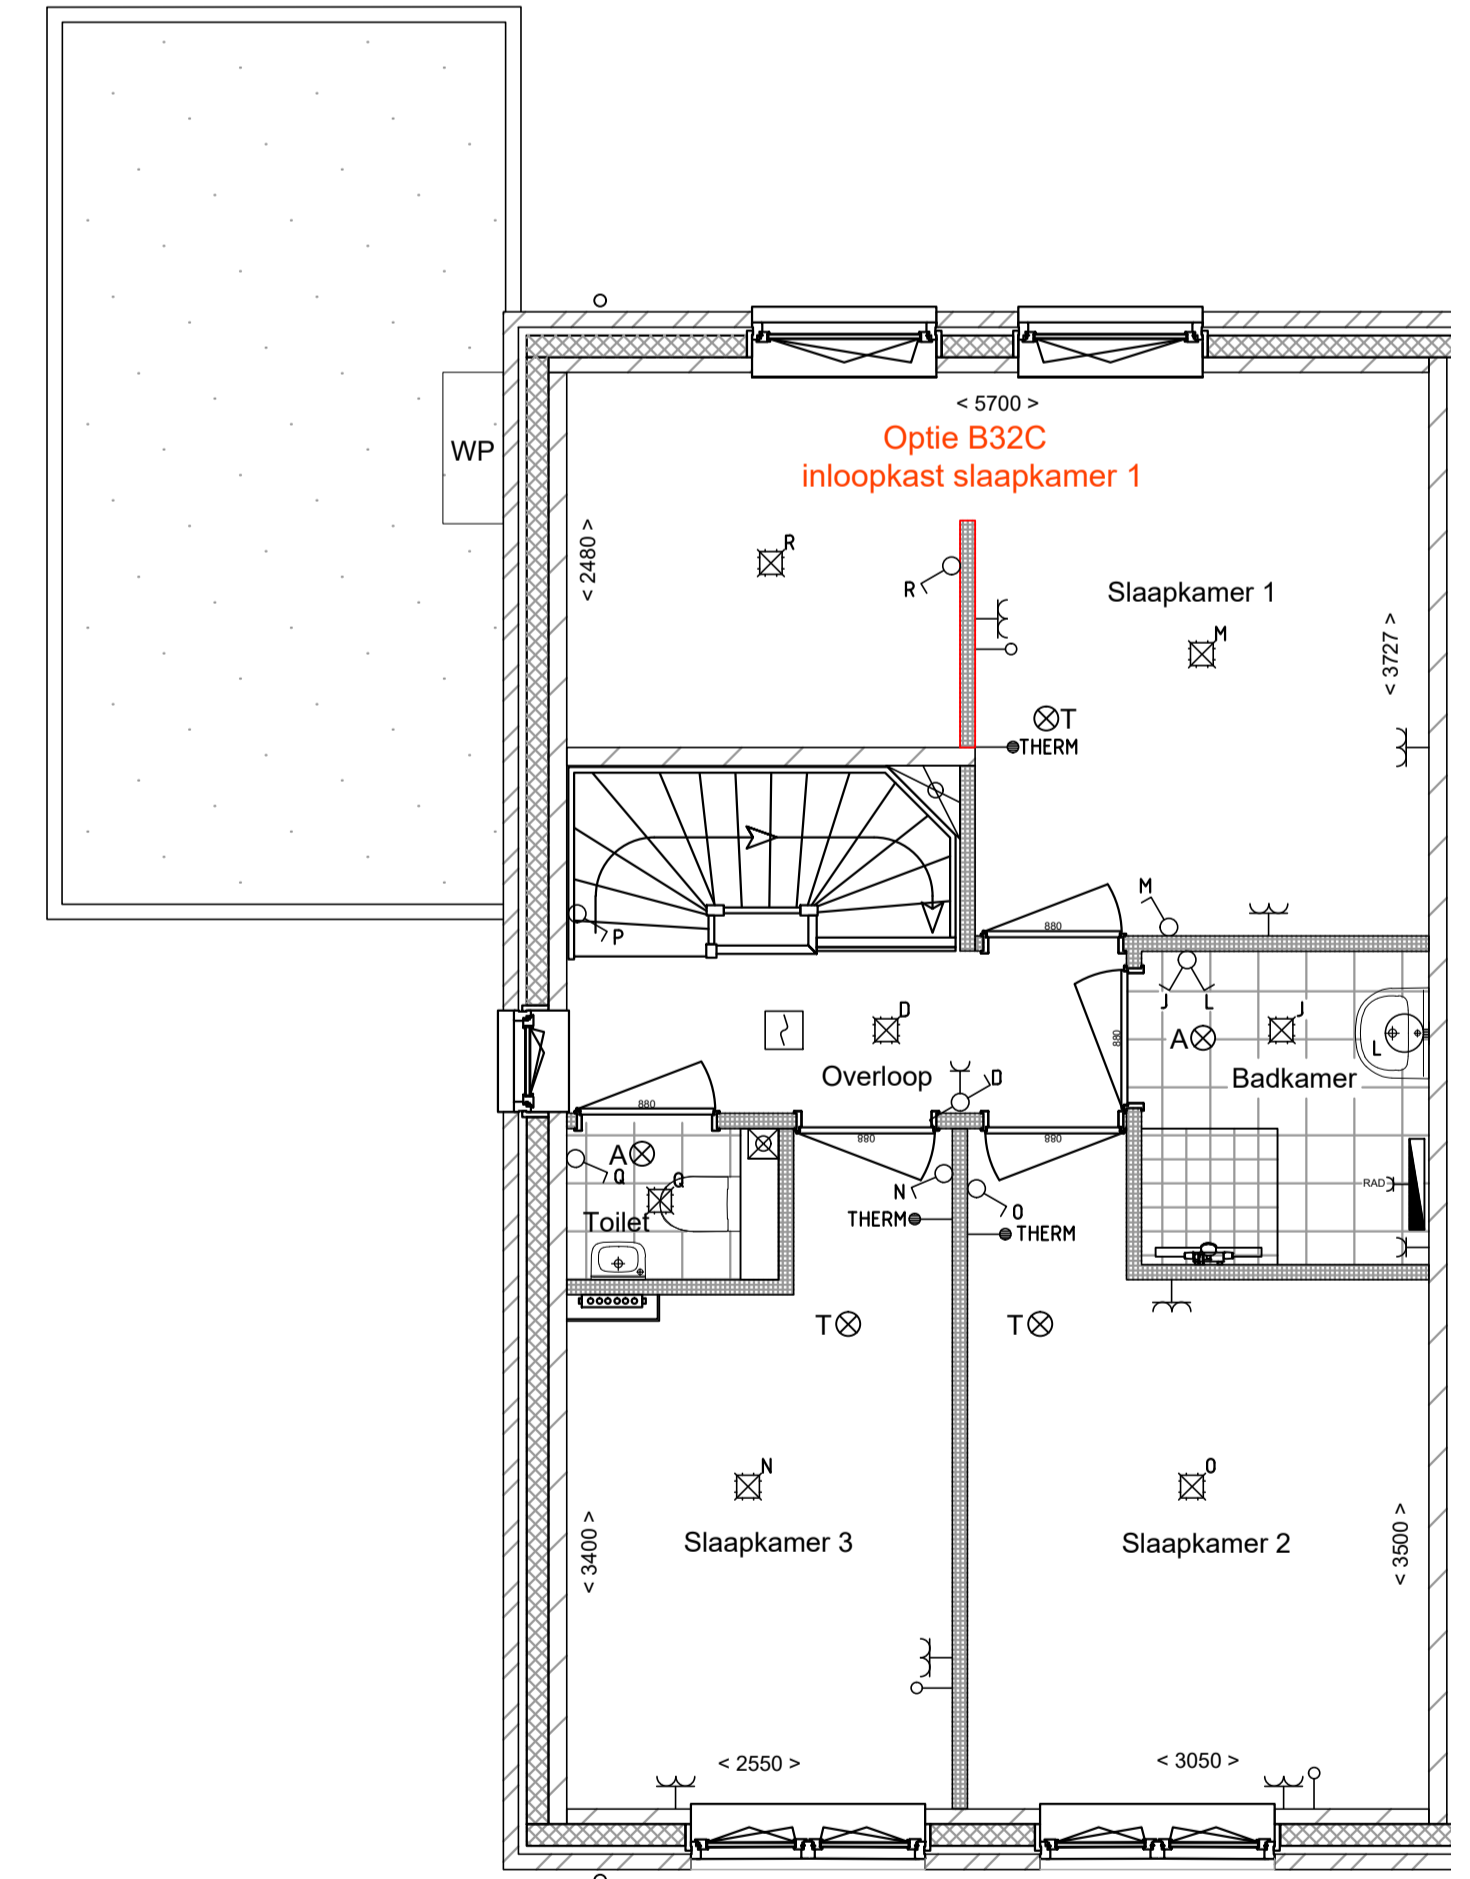 < 5700 >
Optie B32C
inloopkast slaapkamer 1
WP
< 2480 >
R
R
Slaapkamer 1
M
< 3727 >
T
THERM
M
880
P
J L
D
J
A
L
880
Overloop
D
Badkamer
880
880
880
A
Q
Q
Toilet
N
O
RAD
THERM
THERM
T
T
N
O
Slaapkamer 3
Slaapkamer 2
< 3400 >
< 3500 >
< 2550 >
< 3050 >